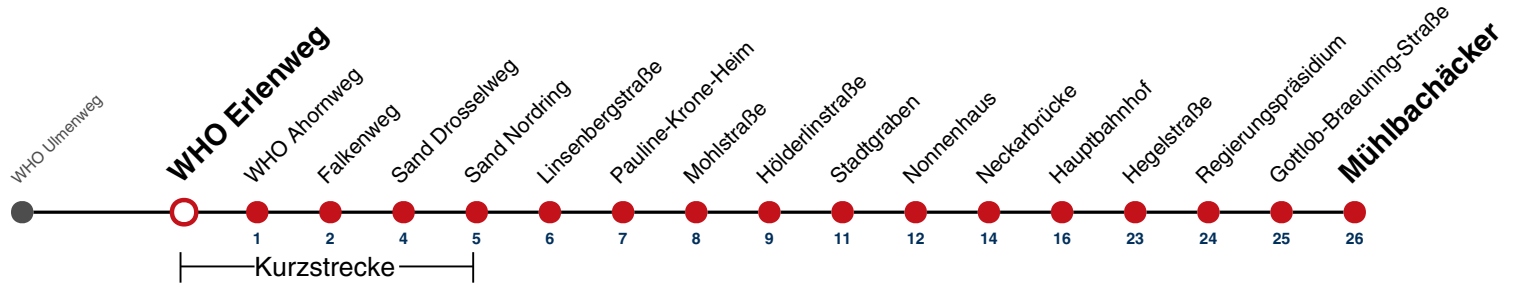 WHO Ulmenweg
WHO Erlenweg
WHO Ahornweg
Falkenweg
Sand Drosselweg
Sand Nordring
Linsenbergstraße
Pauline-Krone-Heim
Mohlstraße
Hölderlinstraße
Stadtgraben
Nonnenhaus
Neckarbrücke
Hauptbahnhof
Hegelstraße
Regierungspräsidium
Gottlob-Braeuning-Straße
Mühlbachäcker
1 2 4 5 6 7 8 9 11 12 14 16 23 24 25 26
Kurzstrecke